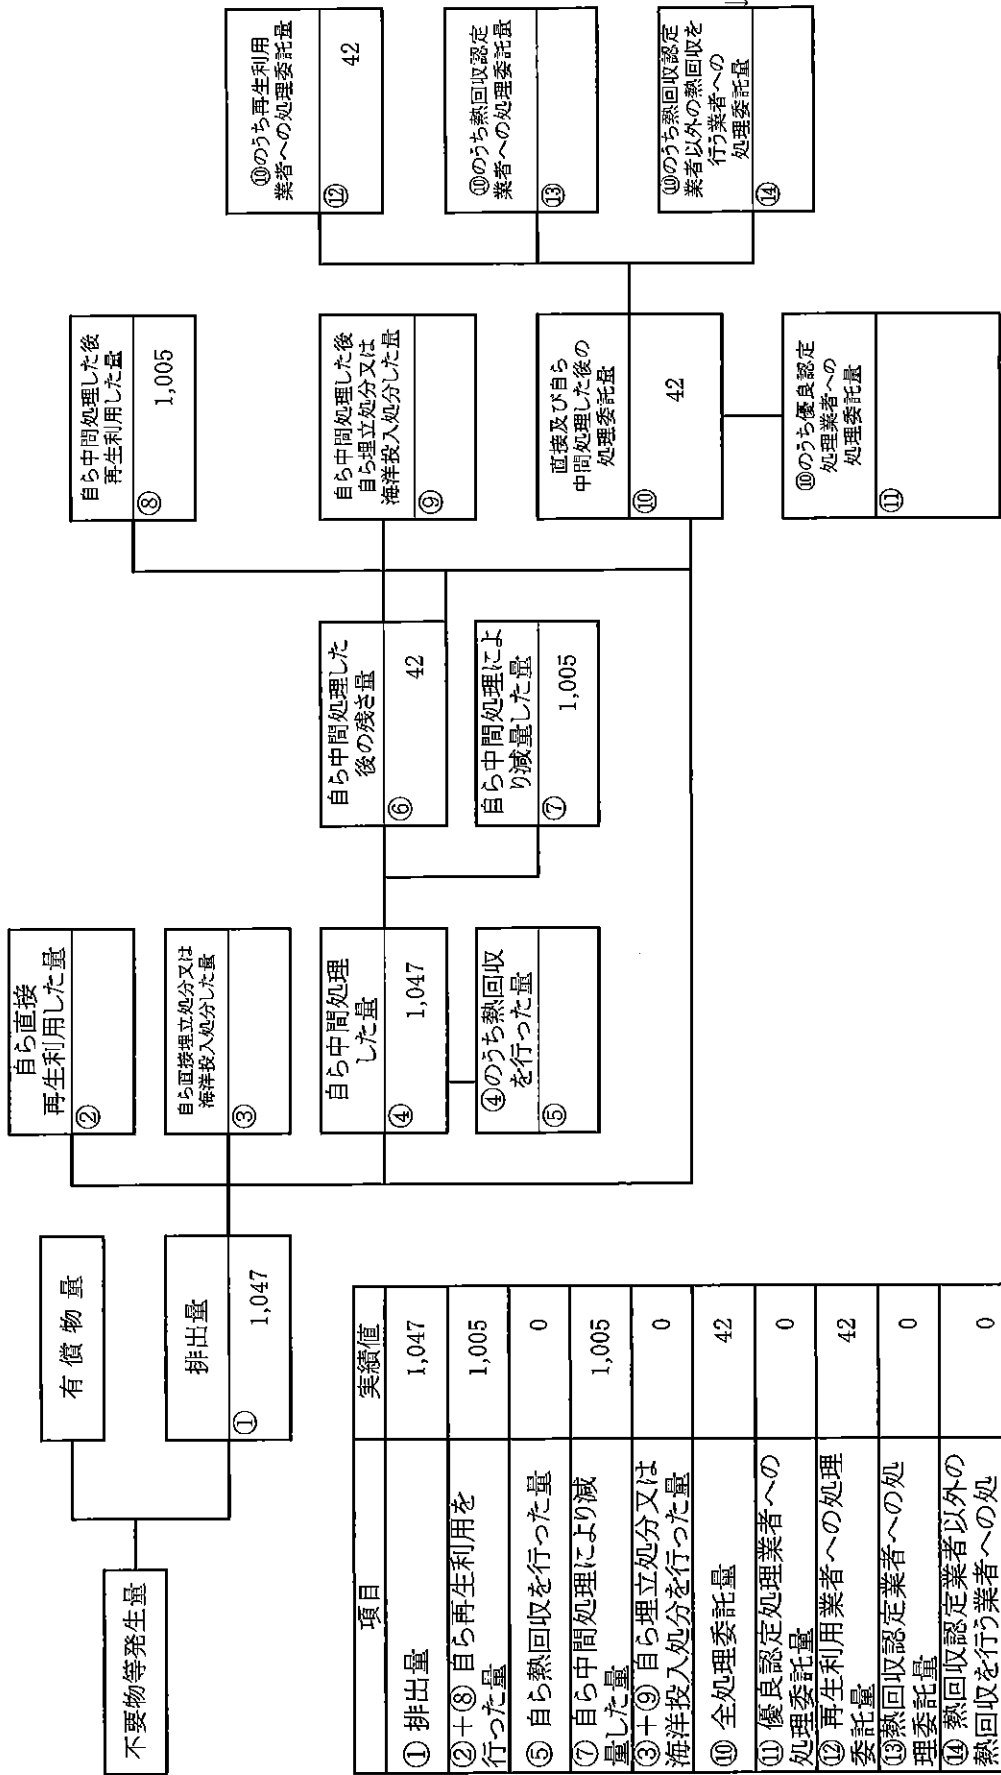 不要物等発生量
有償物量
排出量
①
1,047
自ら直接
再生利用した量
②
自ら直接埋立処分又は
海洋投入処分した量
③
自ら中間処理
した量
④
1,047
④のうち熱回収
を行った量
⑤
自ら中間処理した
後の残さ量
⑥
42
自ら中間処理によ
り減量した量
⑦
1,005
自ら中間処理した後
再生利用した量
⑧
1,005
自ら中間処理した後
自ら埋立処分又は
海洋投入処分した量
⑨
直接及び自ら
中間処理した後の
処理委託量
⑩
42
⑩のうち優良認定
処理業者への
処理委託量
⑪
⑩のうち再生利用
業者への処理委託量
⑫
42
⑩のうち熱回収認定
業者への処理委託量
⑬
⑩のうち熱回収認定
業者以外の熱回収を
行う業者への
処理委託量
⑭
項目 実績値
① 排出量 1,047
②+⑧ 自ら再生利用を
行った量 1,005
⑤ 自ら熱回収を行った量 0
⑦ 自ら中間処理により減
量した量 1,005
③+⑨ 自ら埋立処分又は
海洋投入処分を行った量 0
⑩ 全処理委託量 42
⑪ 優良認定処理業者への
処理委託量 0
⑫ 再生利用業者への処理
委託量 42
⑬熱回収認定業者への処
理委託量 0
⑭ 熱回収認定業者以外の
熱回収を行う業者への処 0